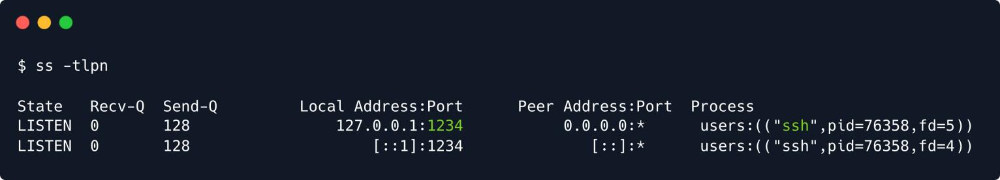 $ ss -tlpn
State Recv-Q Send-Q Local Address:Port Peer Address:Port Process
LISTEN 0 128 127.0.0.1:1234 0.0.0.0:* users:(("ssh",pid=76358,fd=5))
LISTEN 0 128 [::1]:1234 [::]:* users:(("ssh",pid=76358,fd=4))